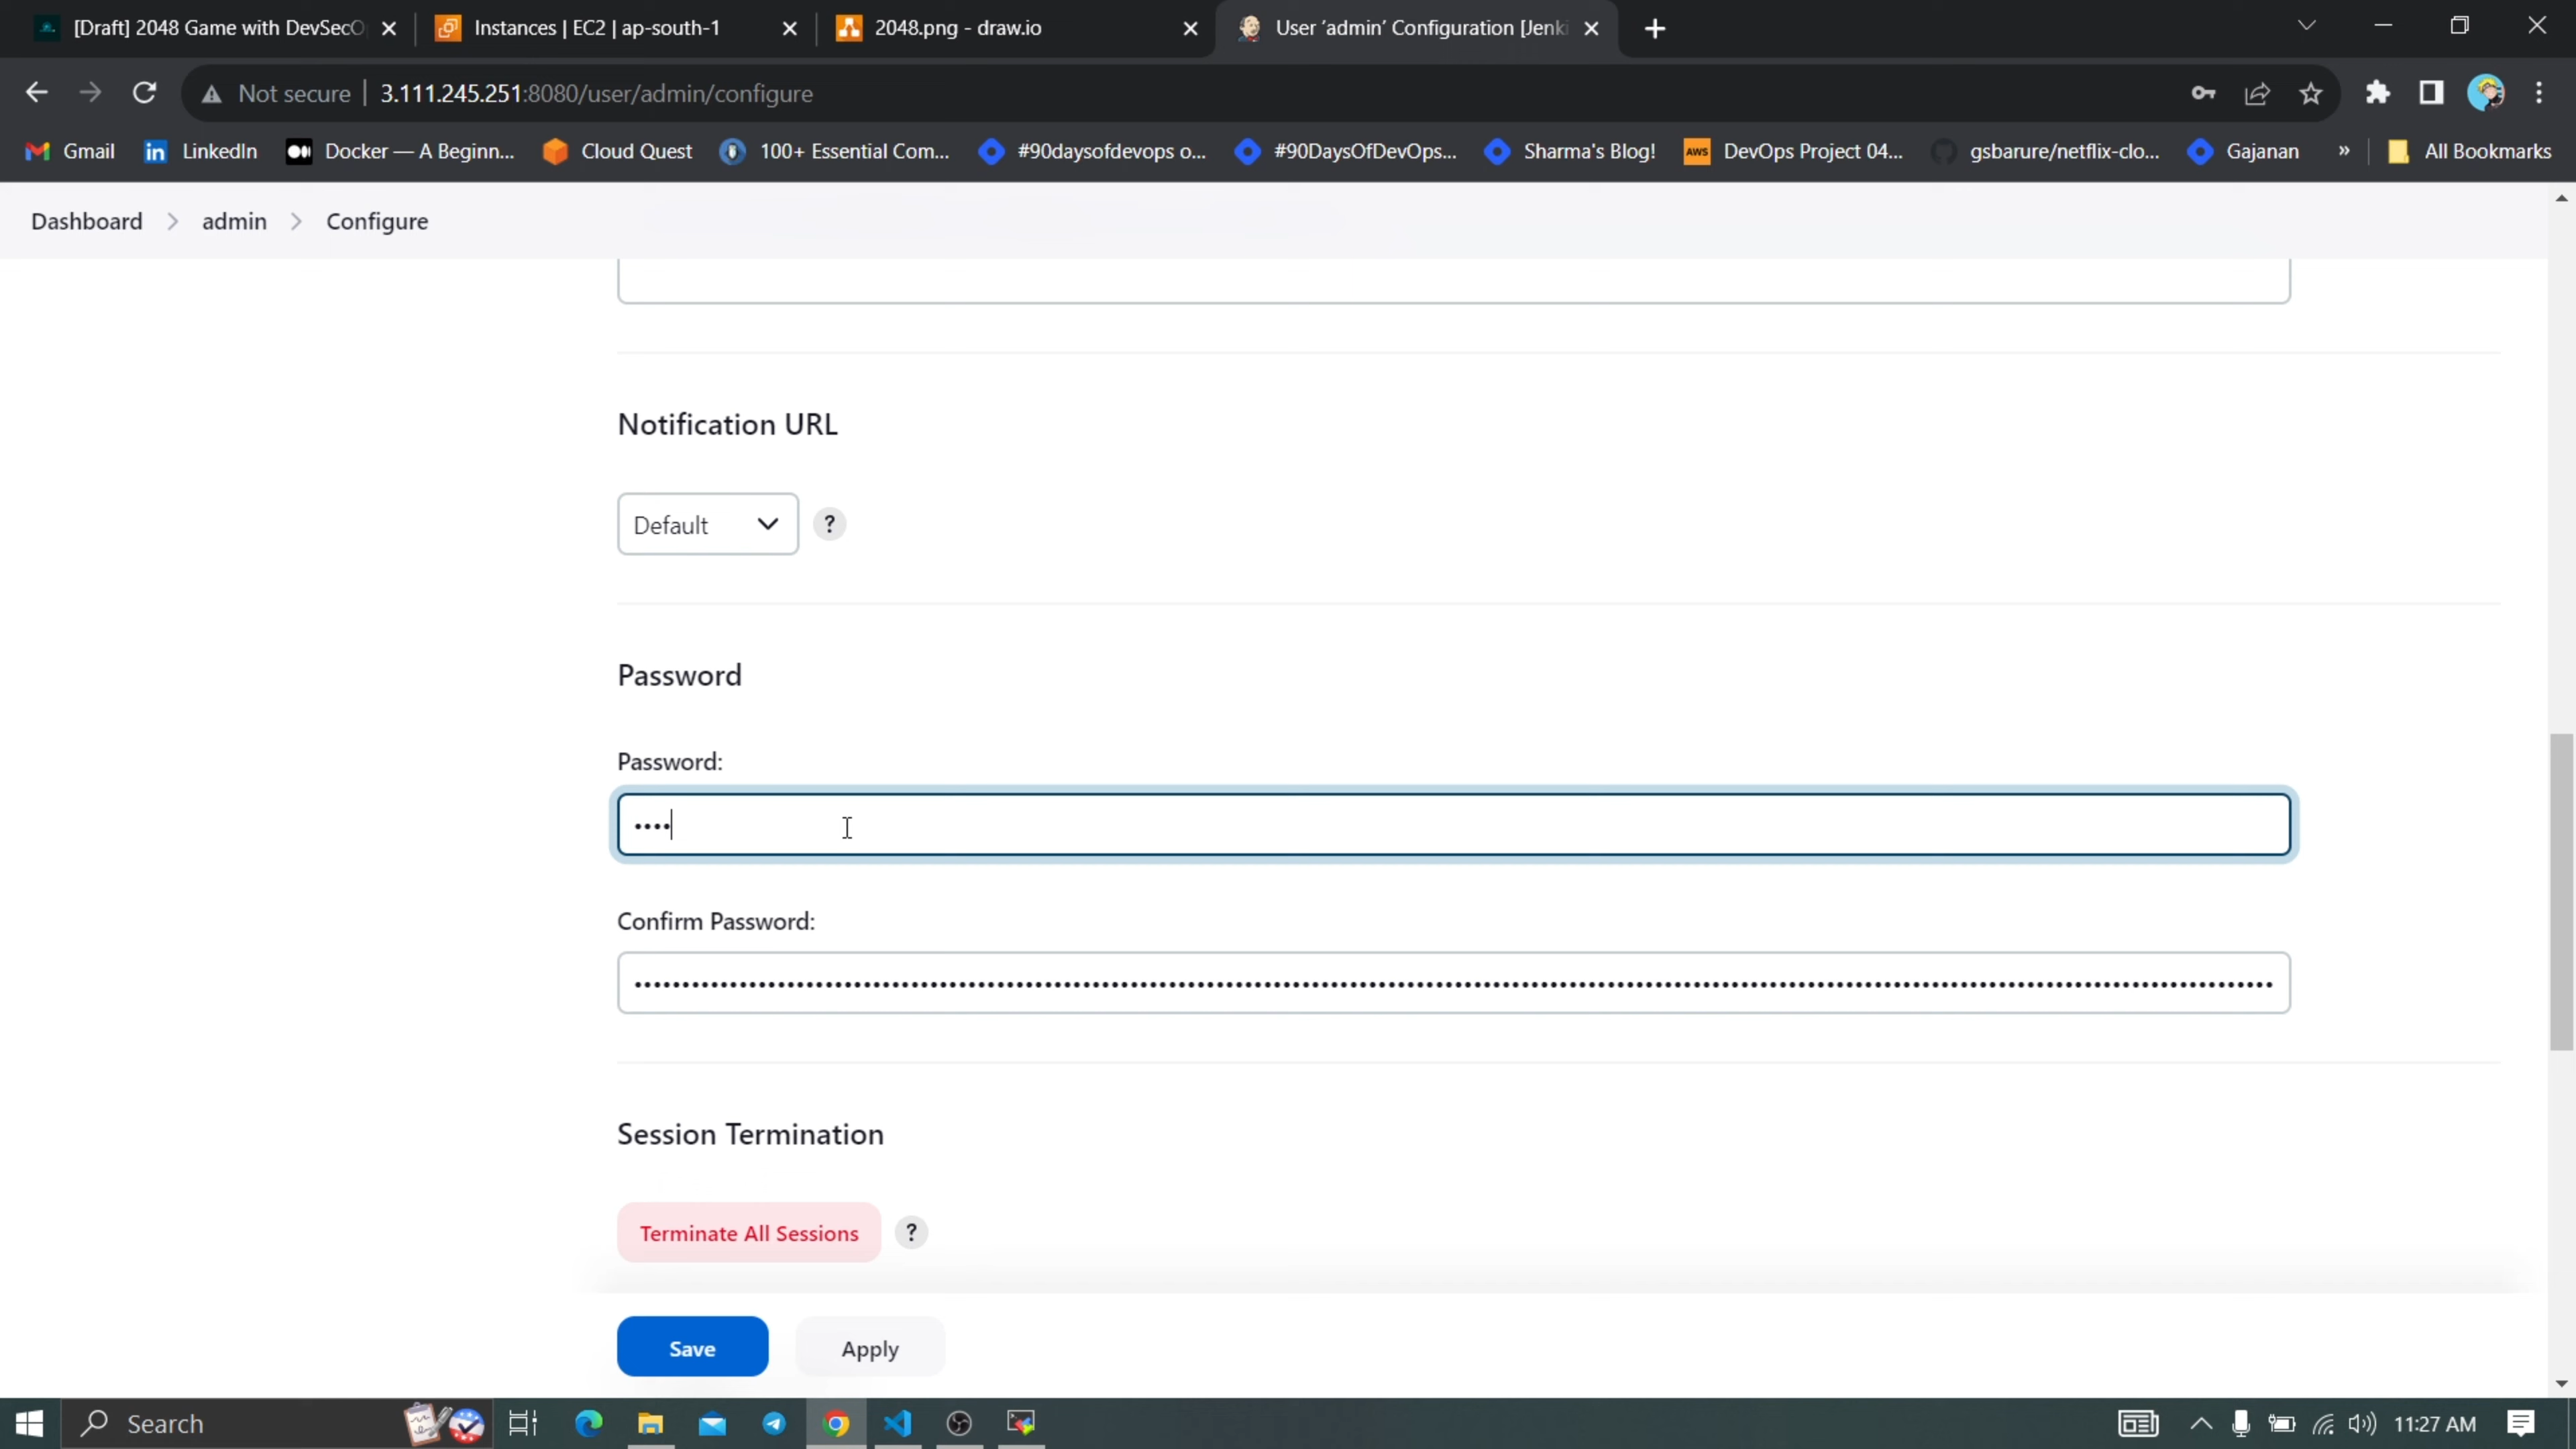 [Draft] 2048 Game with DevSecO
Instances | EC2 | ap-south-1
2048.png - draw.io
User 'admin' Configuration [Jenki
Not secure
3.111.245.251:8080/user/admin/configure
Gmail
LinkedIn
Docker — A Beginn...
Cloud Quest
100+ Essential Com...
#90daysofdevops o...
#90DaysOfDevOps...
Sharma's Blog!
aws
DevOps Project 04...
gsbarure/netflix-clo...
Gajanan
»
All Bookmarks
Dashboard > admin > Configure
Notification URL
Default
?
Password
Password:
••••
Confirm Password:
Session Termination
Terminate All Sessions
?
Save
Apply
Search
11:27 AM